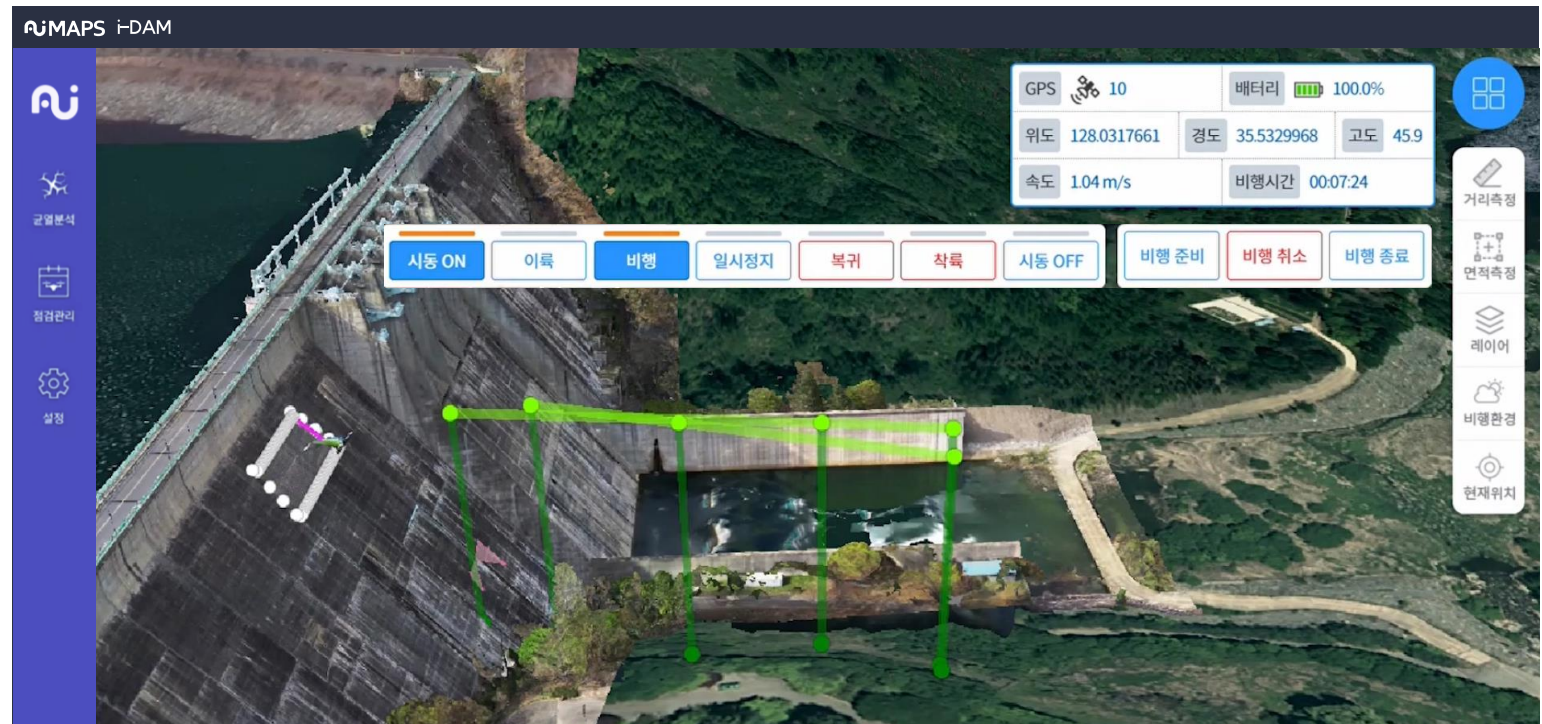 AiMAPS i-DAM
Ai
균열분석
점검관리
설정
GPS 10 배터리 100.0%
위도 128.0317661 경도 35.5329968 고도 45.9
속도 1.04 m/s 비행시간 00:07:24
시동 ON 이륙 비행 일시정지 복귀 착륙 시동 OFF 비행 준비 비행 취소 비행 종료
거리측정
면적측정
레이어
비행환경
현재위치